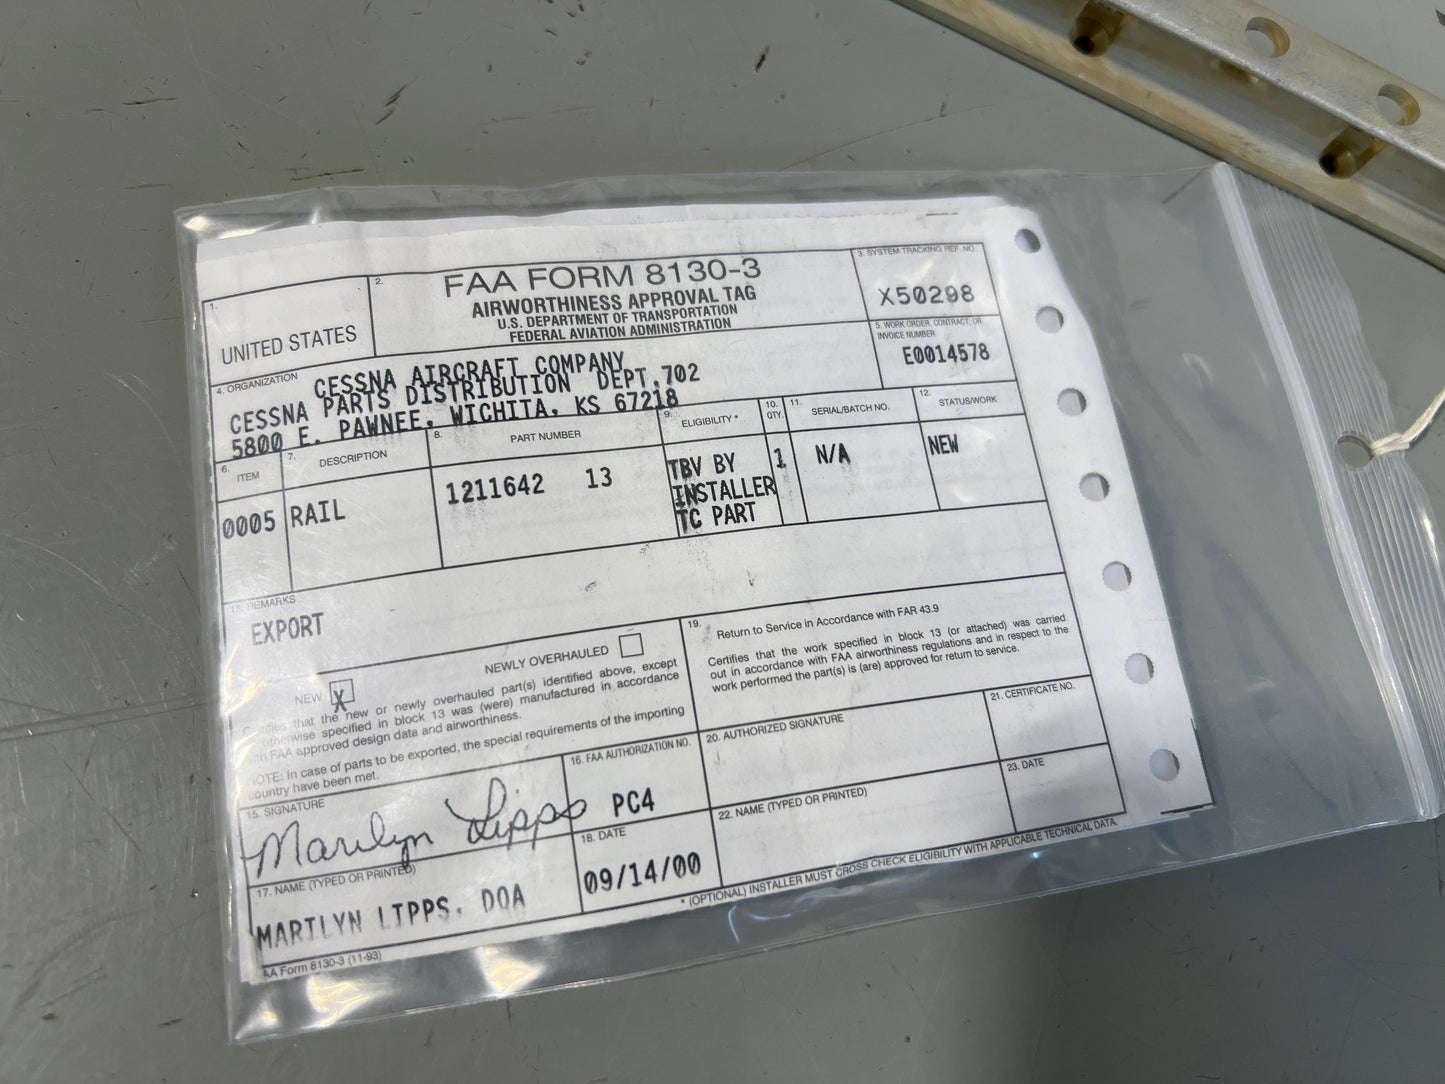 1.
UNITED STATES
2.
FAA FORM 8130-3
AIRWORTHINESS APPROVAL TAG
U.S. DEPARTMENT OF TRANSPORTATION
FEDERAL AVIATION ADMINISTRATION
3. SYSTEM TRACKING REF. NO.
X50298
4. ORGANIZATION
CESSNA AIRCRAFT COMPANY
CESSNA PARTS DISTRIBUTION DEPT.702
5800 E. PAWNEE, WICHITA, KS 67218
5. WORK ORDER, CONTRACT, OR
INVOICE NUMBER
E0014578
6.
ITEM
7.
DESCRIPTION
8.
PART NUMBER
9.
ELIGIBILITY *
10.
QTY.
11.
SERIAL/BATCH NO.
12.
STATUS/WORK
0005
RAIL
1211642 13
TBV BY
INSTALLER
TC PART
1
N/A
NEW
13. REMARKS
EXPORT
NEWLY OVERHAULED
NEW X
Certifies that the new or newly overhauled part(s) identified above, except
otherwise specified in block 13 was (were) manufactured in accordance
with FAA approved design data and airworthiness.
NOTE: In case of parts to be exported, the special requirements of the importing
country have been met.
19.
Return to Service in Accordance with FAR 43.9
Certifies that the work specified in block 13 (or attached) was carried
out in accordance with FAA airworthiness regulations and in respect to the
work performed the part(s) is (are) approved for return to service.
15. SIGNATURE
Marilyn Lipps
16. FAA AUTHORIZATION NO.
PC4
20. AUTHORIZED SIGNATURE
21. CERTIFICATE NO.
17. NAME (TYPED OR PRINTED)
MARILYN LIPPS, DOA
18. DATE
09/14/00
22. NAME (TYPED OR PRINTED)
23. DATE
AA Form 8130-3 (11-93)
* (OPTIONAL) INSTALLER MUST CROSS CHECK ELIGIBILITY WITH APPLICABLE TECHNICAL DATA.